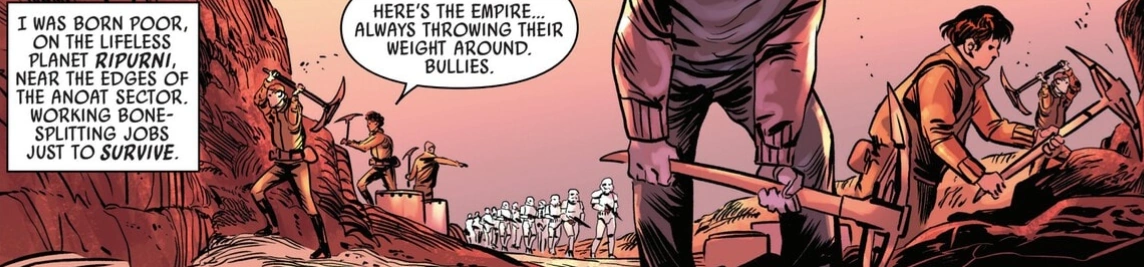 I WAS BORN POOR,
ON THE LIFELESS
PLANET RIPURNI,
NEAR THE EDGES OF
THE ANOAT SECTOR.
WORKING BONE-
SPLITTING JOBS
JUST TO SURVIVE.
HERE'S THE EMPIRE...
ALWAYS THROWING THEIR
WEIGHT AROUND.
BULLIES.